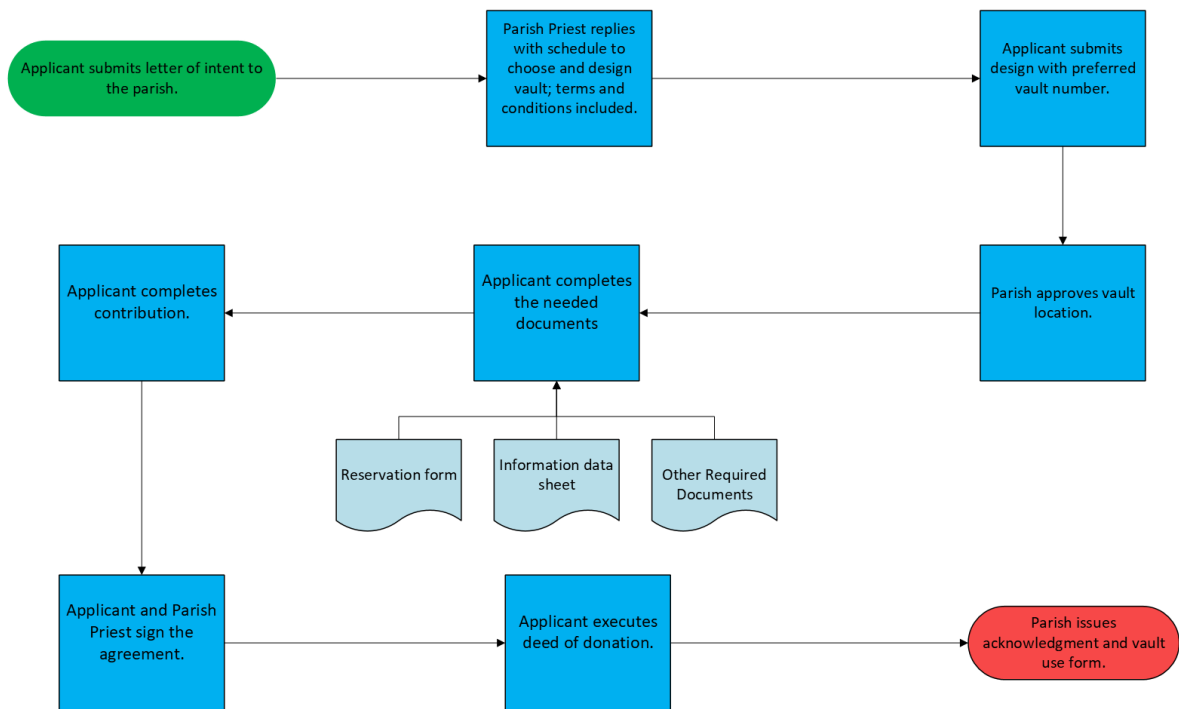 Applicant submits letter of intent to
the parish.
Parish Priest replies
with schedule to
choose and design
vault; terms and
conditions included.
Applicant submits
design with preferred
vault number.
Parish approves vault
location.
Applicant completes
the needed
documents
Applicant completes
contribution.
Reservation form
Information data
sheet
Other Required
Documents
Applicant and Parish
Priest sign the
agreement.
Applicant executes
deed of donation.
Parish issues
acknowledgment and vault
use form.